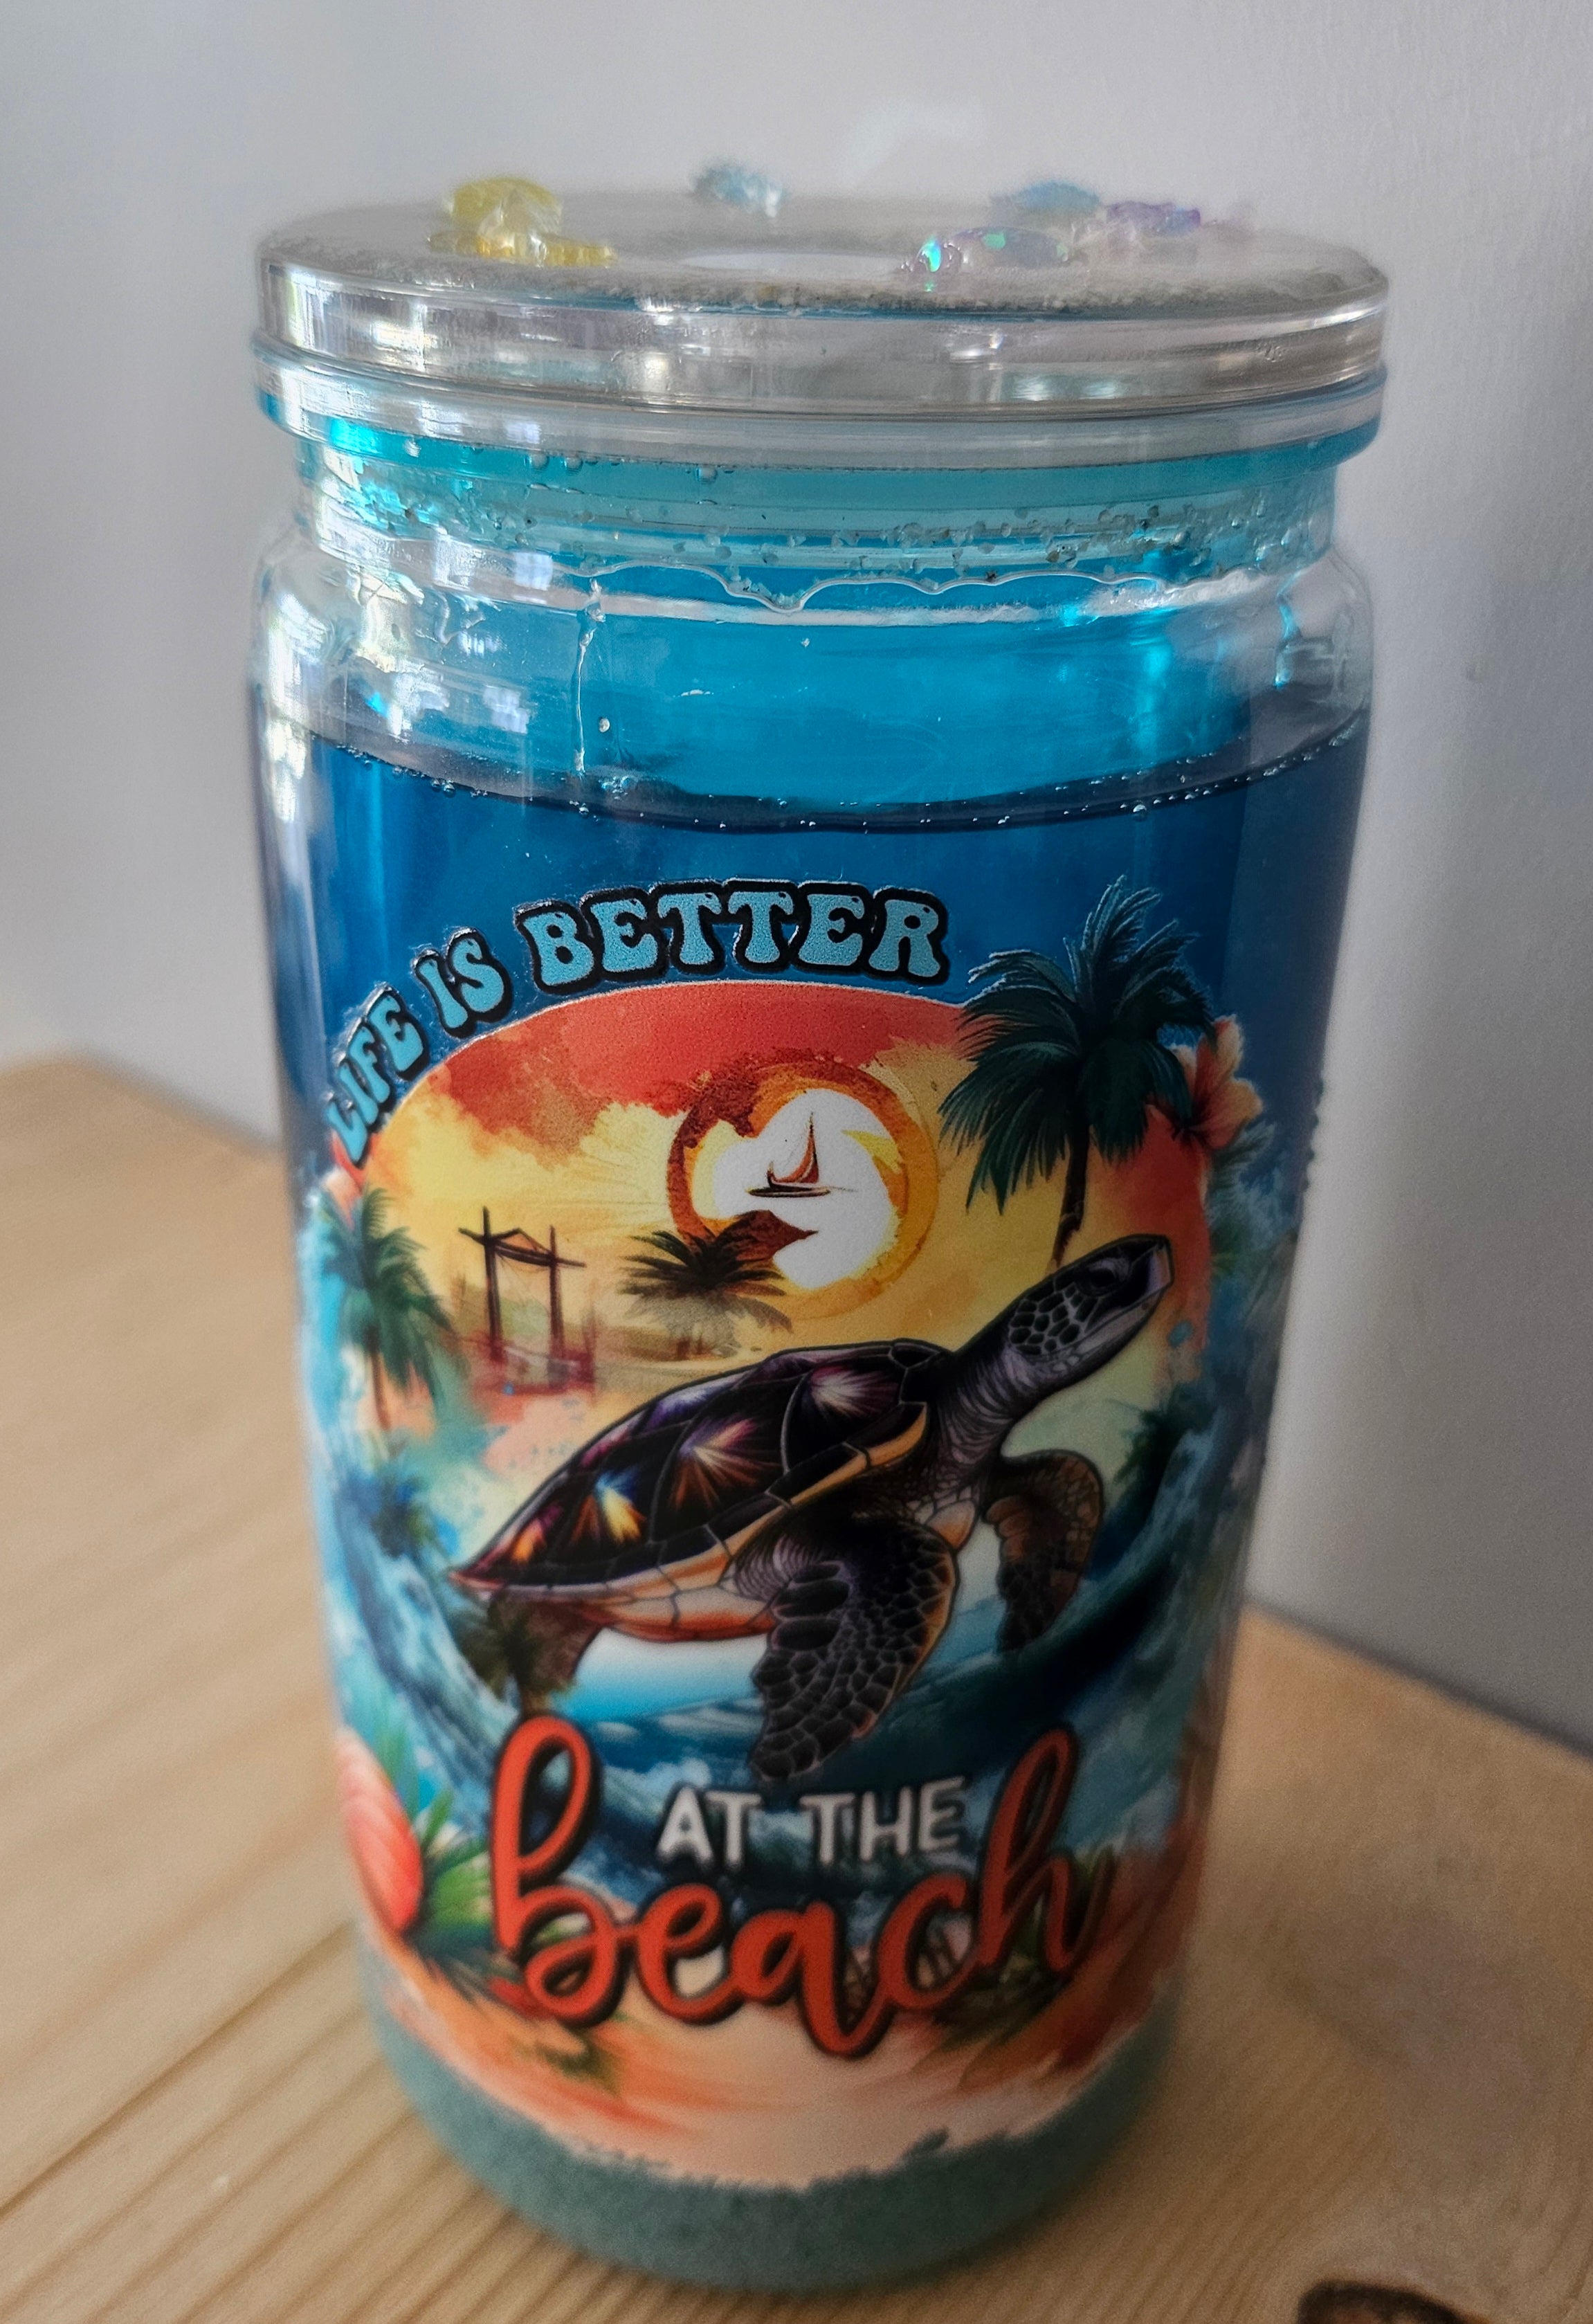 LIFE IS BETTER
AT THE
beach